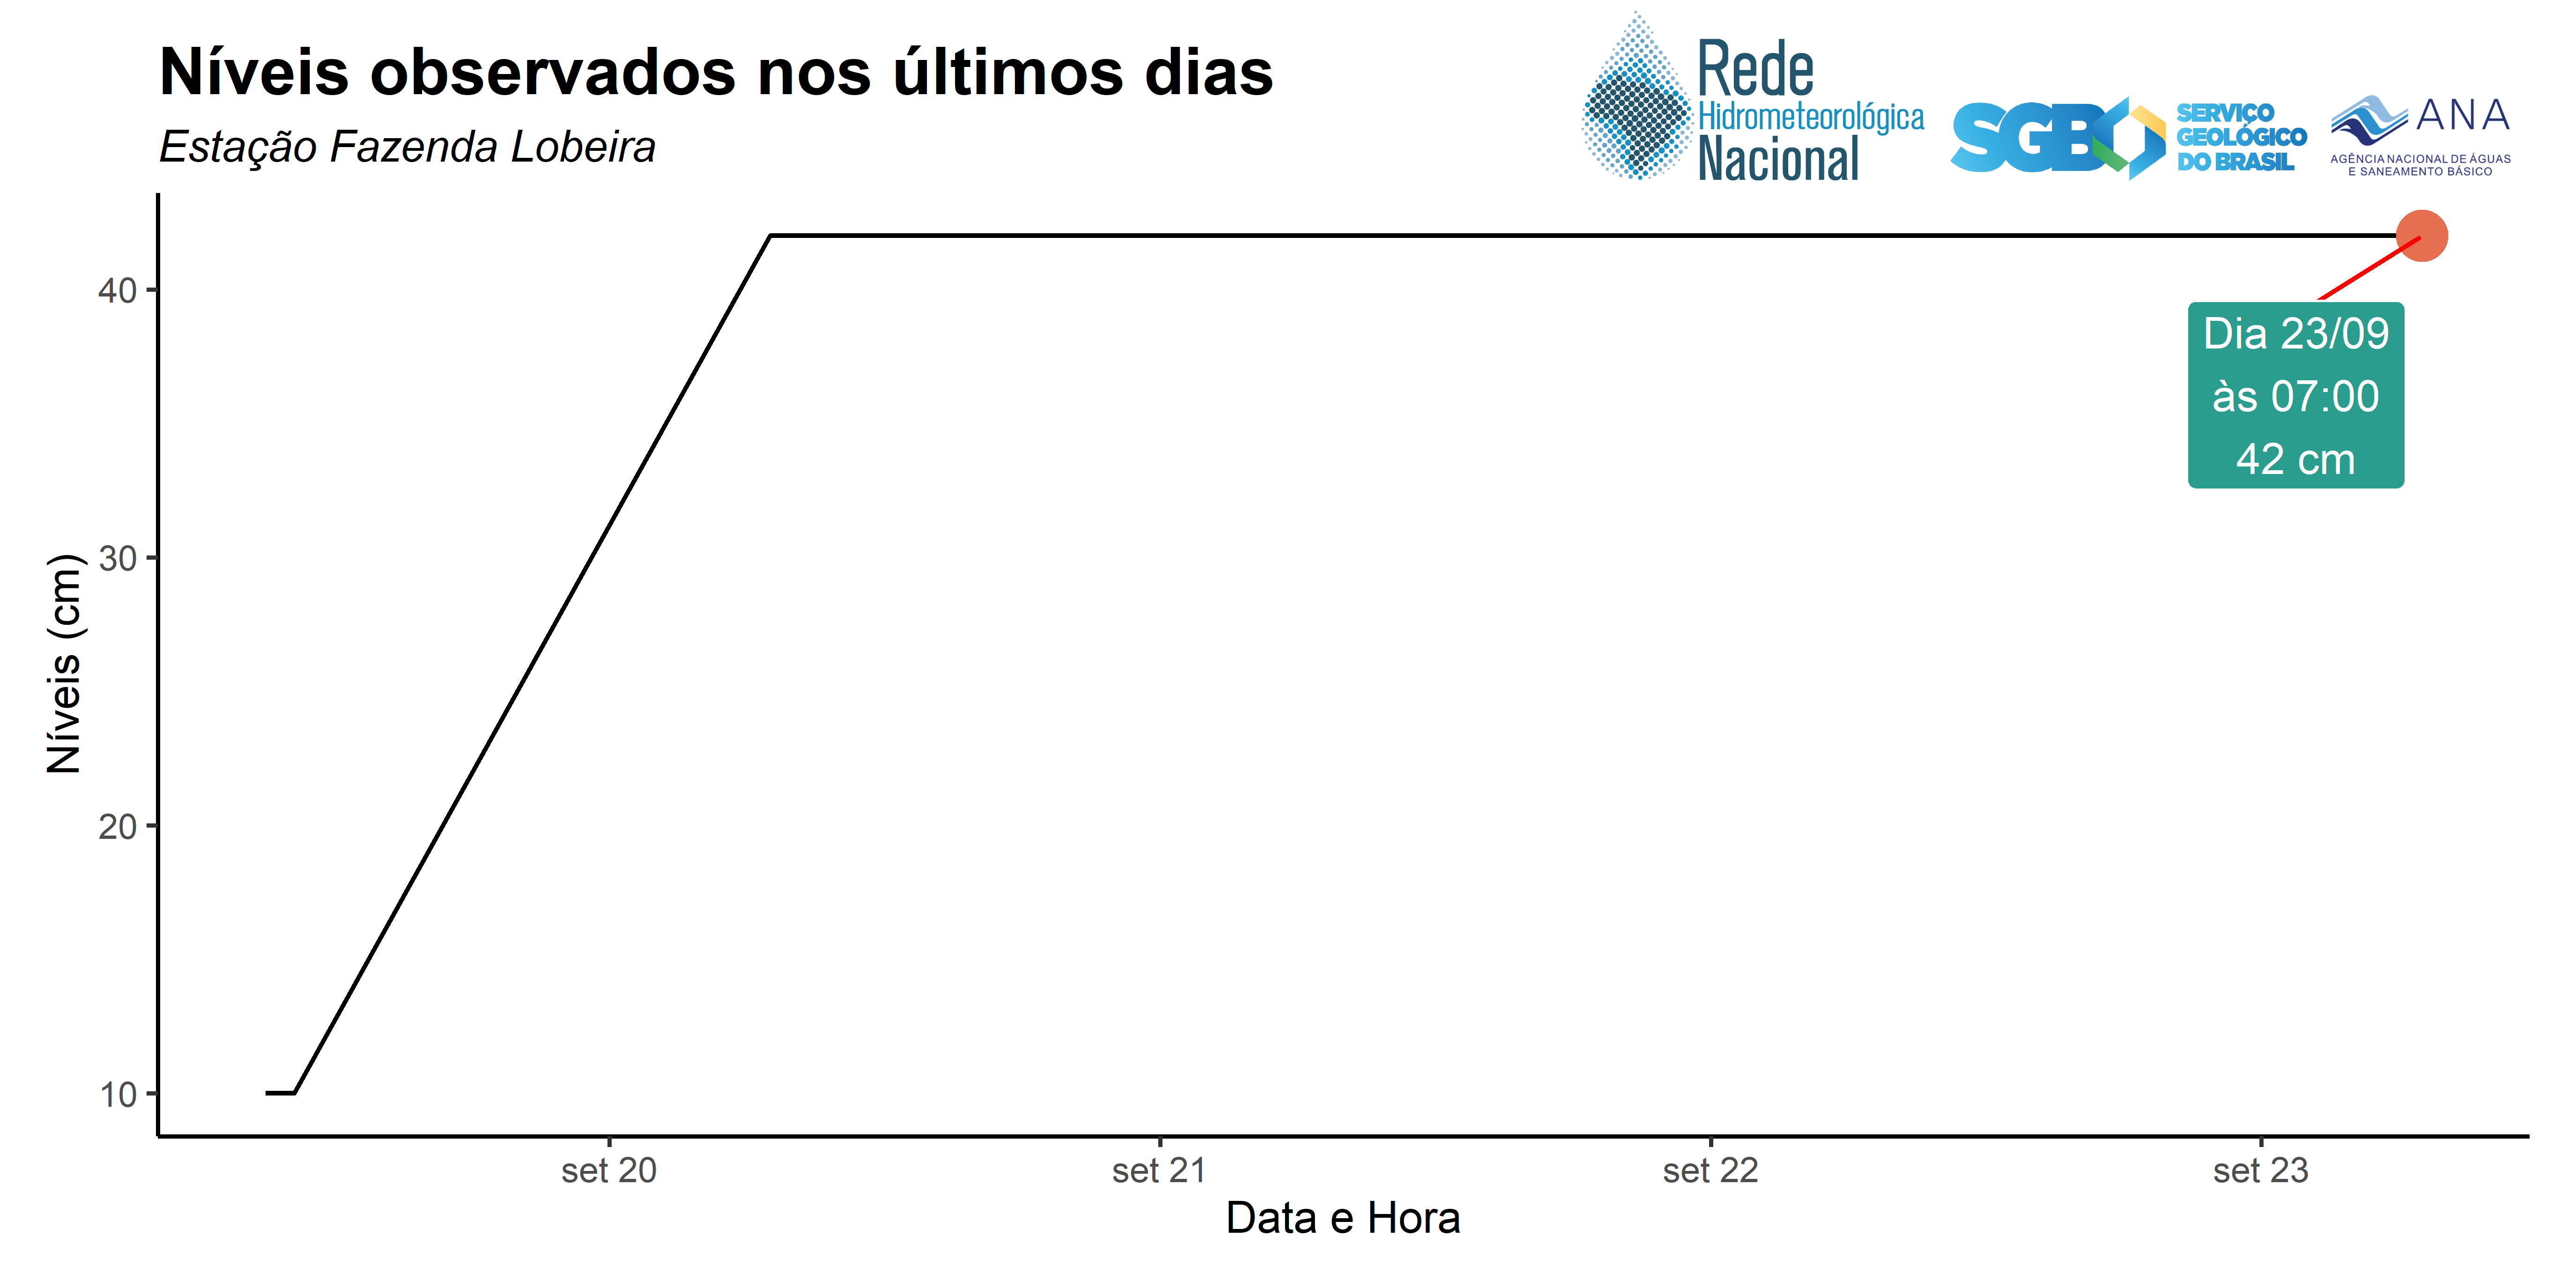 Níveis observados nos últimos dias
Estação Fazenda Lobeira
Rede
Hidrometeorológica
Nacional
SGB
SERVIÇO
GEOLÓGICO
DO BRASIL
ANA
AGÊNCIA NACIONAL DE ÁGUAS
E SANEAMENTO BÁSICO
Níveis (cm)
40
30
20
10
Dia 23/09
às 07:00
42 cm
set 20
set 21
set 22
set 23
Data e Hora